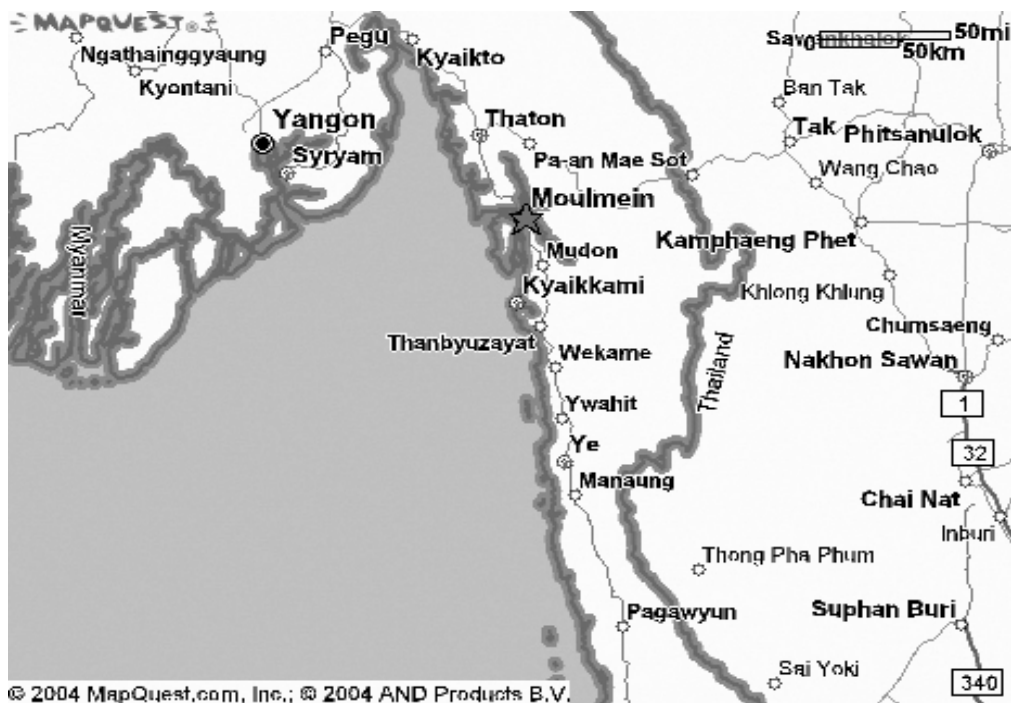 MAPQUEST
Pegu
50mi
Ngathainggyaung
Kyaikto
0
50km
Kyontani
Ban Tak
Yangon
Thaton
Tak
Phitsanulok
Syryam
Pa-an
Mae Sot
Wang Chao
Moulmein
Myanmar
Mudon
Kamphaeng Phet
Kyaikkami
Khlong Khlung
Thanbyuzayat
Chumsaeng
Wekame
Nakhon Sawan
Thailand
Ywahit
1
Ye
32
Manaung
Chai Nat
Inburi
Thong Pha Phum
Pagawyun
Suphan Buri
Sai Yoki
340
© 2004 MapQuest.com, Inc.; © 2004 AND Products B.V.